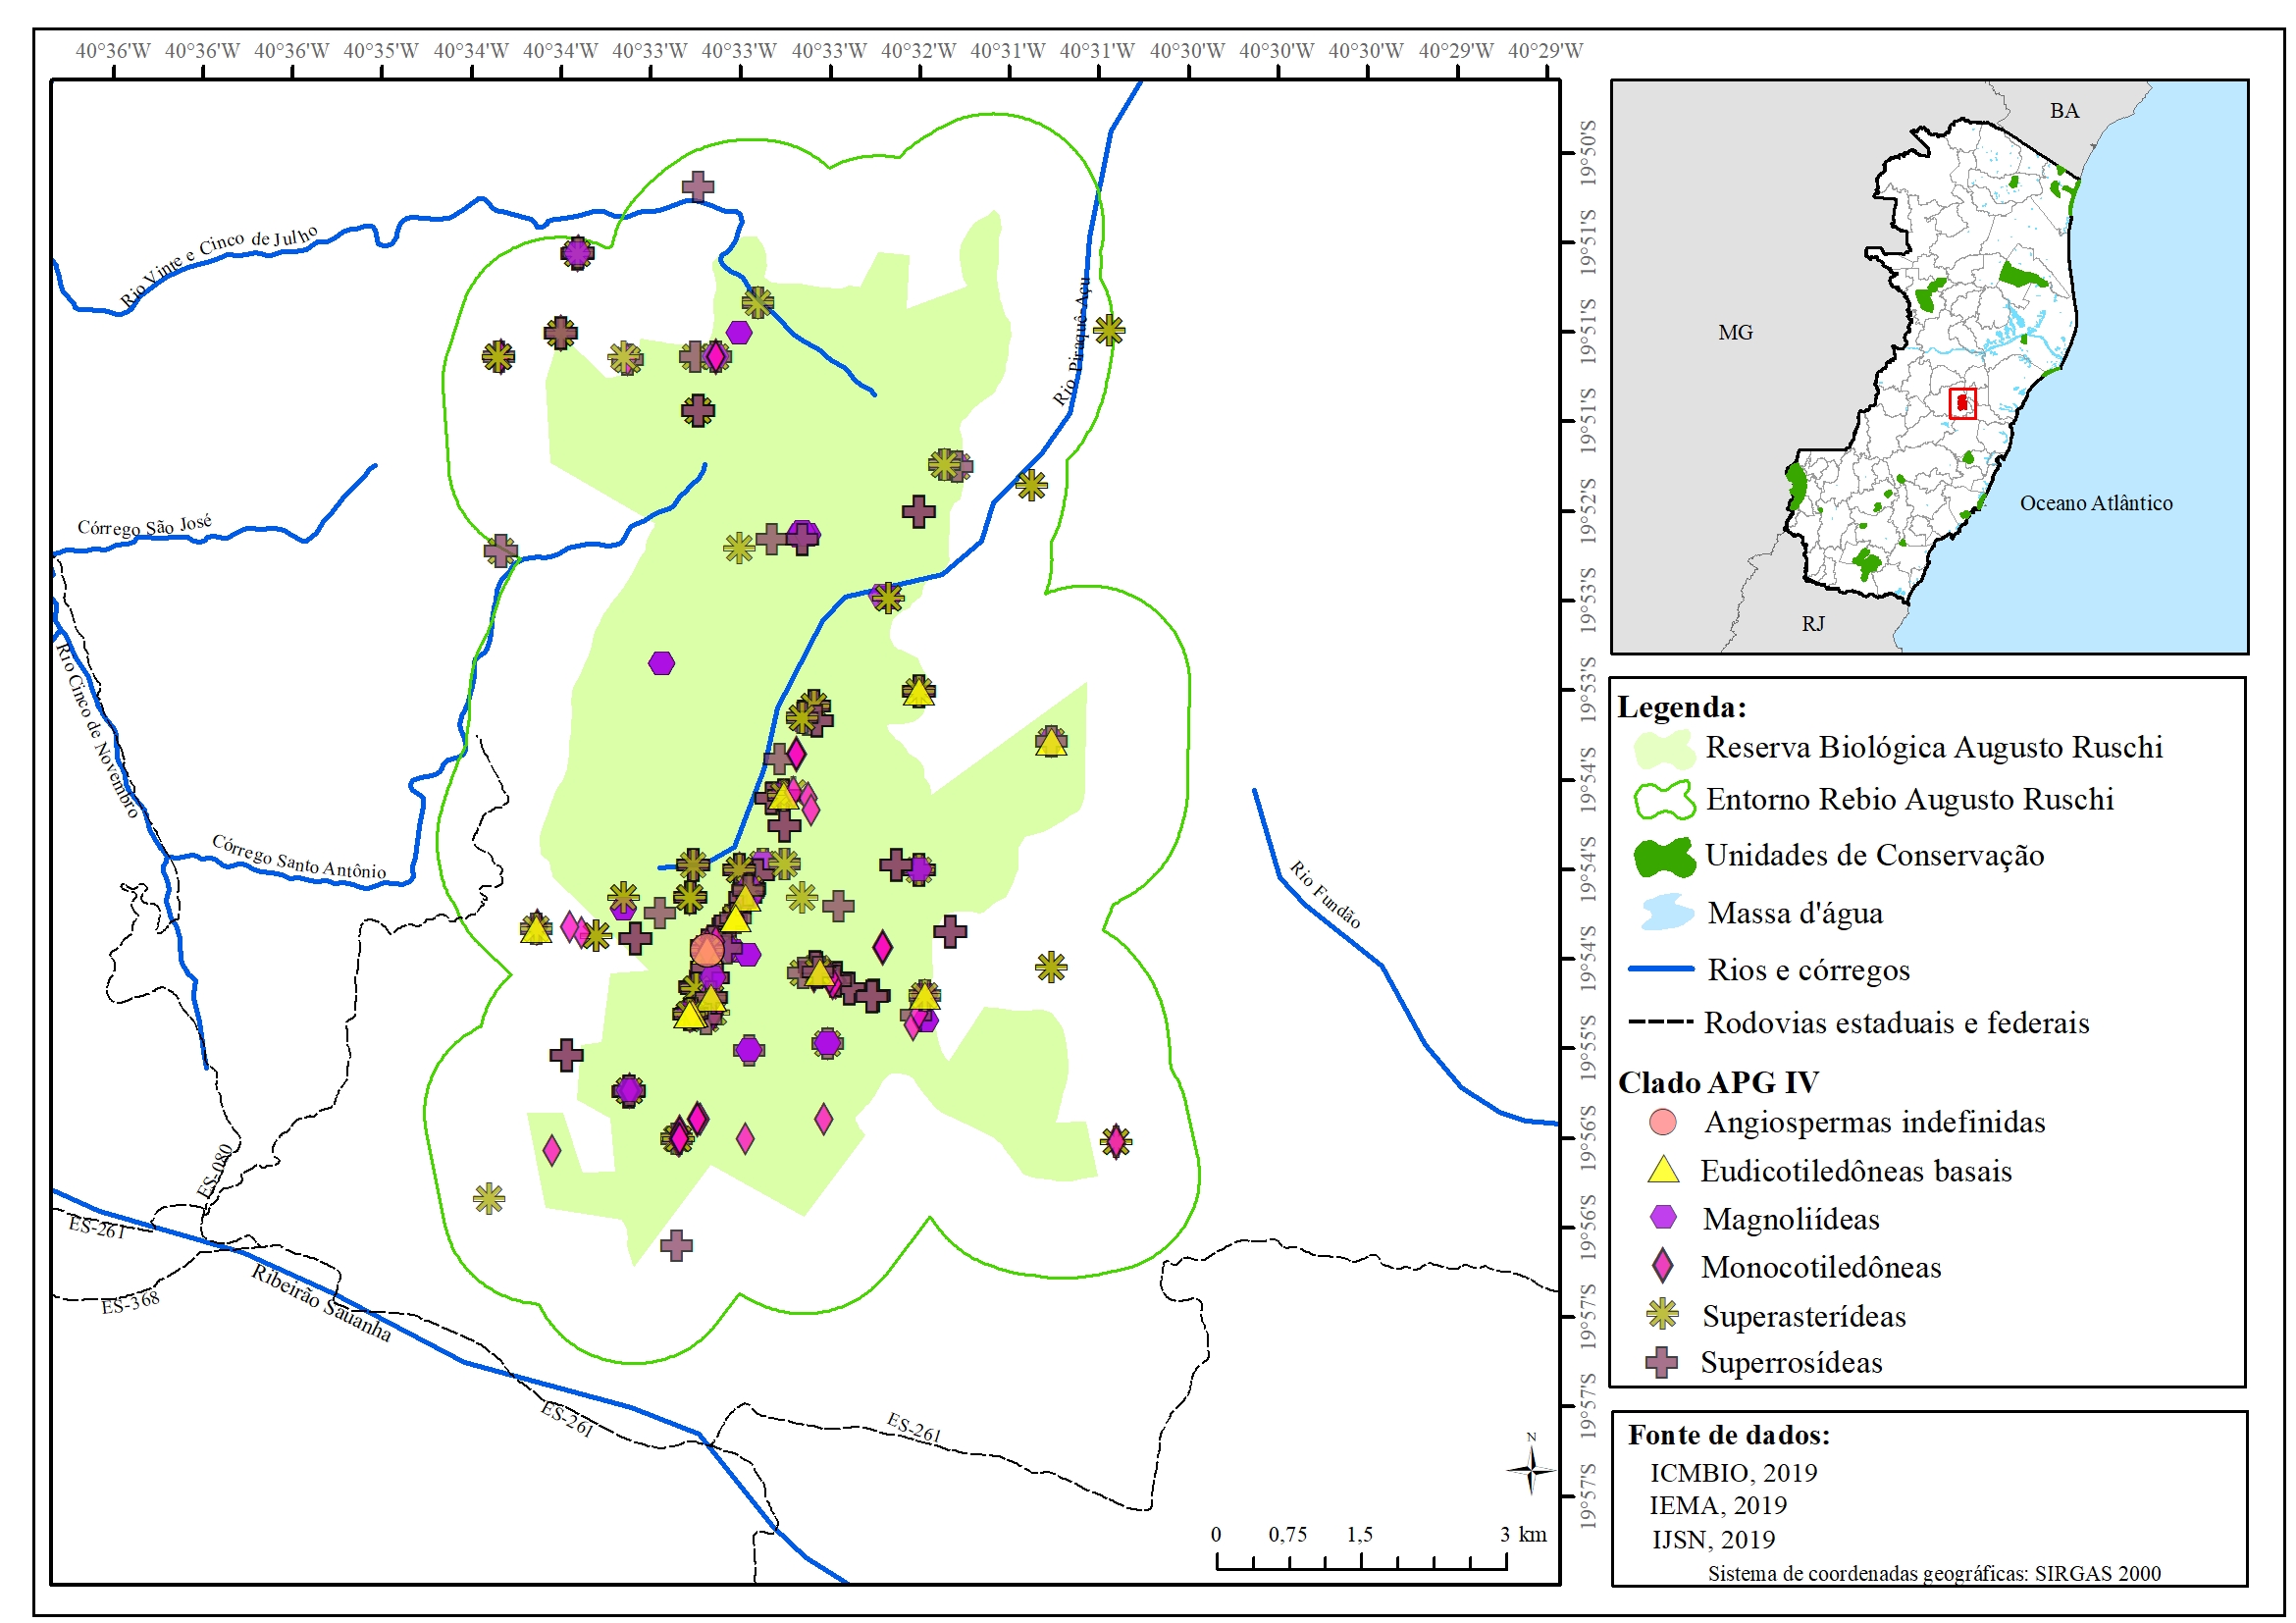 40°36'W 40°36'W 40°36'W 40°35'W 40°34'W 40°34'W 40°33'W 40°33'W 40°33'W 40°32'W 40°31'W 40°31'W 40°30'W 40°30'W 40°30'W 40°29'W 40°29'W
19°50'S
19°51'S
19°51'S
19°51'S
19°52'S
19°53'S
19°53'S
19°54'S
19°54'S
19°54'S
19°55'S
19°56'S
19°56'S
19°57'S
19°57'S
19°57'S
Rio Vinte e Cinco de Julho
Rio Piraquê-Açu
Córrego São José
Rio Cinco de Novembro
Córrego Santo Antônio
Rio Fundão
ES-080
ES-261
ES-368
Ribeirão Sauanha
ES-261
ES-261
N
0 0,75 1,5 3 km
BA
MG
Oceano Atlântico
RJ
Legenda:
Reserva Biológica Augusto Ruschi
Entorno Rebio Augusto Ruschi
Unidades de Conservação
Massa d'água
Rios e córregos
Rodovias estaduais e federais
Clado APG IV
Angiospermas indefinidas
Eudicotiledôneas basais
Magnoliídeas
Monocotiledôneas
Superasterídeas
Superrosídeas
Fonte de dados:
ICMBIO, 2019
IEMA, 2019
IJSN, 2019
Sistema de coordenadas geográficas: SIRGAS 2000